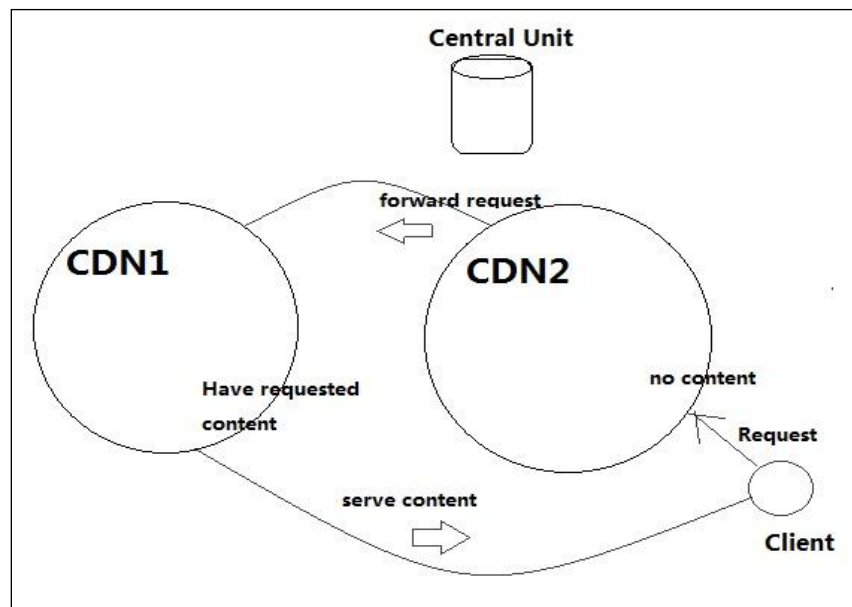 Central Unit
forward request
CDN1
CDN2
no content
Have requested
content
Request
serve content
Client